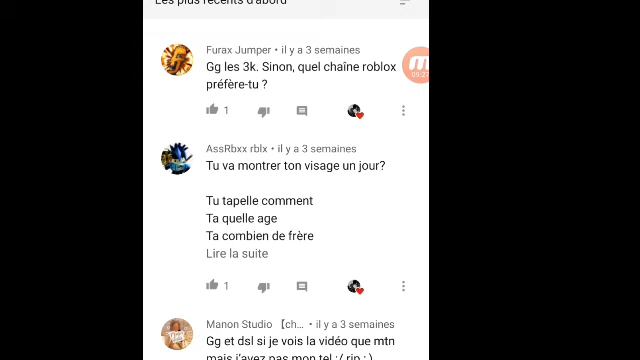 Les plus récents d'abord
Furax Jumper • il y a 3 semaines
Gg les 3k. Sinon, quel chaîne roblox
préfère-tu ?
09:27
1
AssRbxx rblx • il y a 3 semaines
Tu va montrer ton visage un jour?
Tu tapelle comment
Ta quelle age
Ta combien de frère
Lire la suite
1
Manon Studio 【ch... • il y a 3 semaines
Gg et dsl si je vois la vidéo que mtn
mais j'avez pas mon tel :/ rip ; )